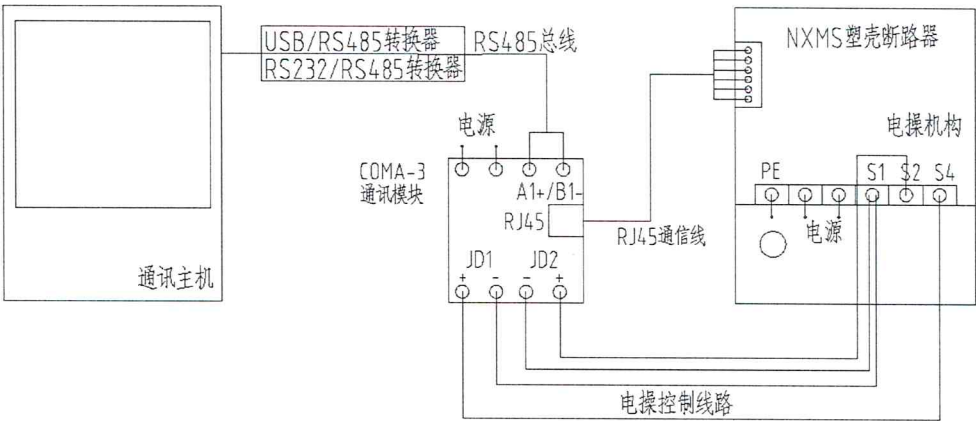 USB/RS485转换器
RS232/RS485转换器
RS485总线
NXMS塑壳断路器
电源
COMA-3
通讯模块
A1+/B1-
RJ45
RJ45通信线
电操机构
PE
S1
S2
S4
电源
通讯主机
JD1
JD2
+
-
-
+
电操控制线路